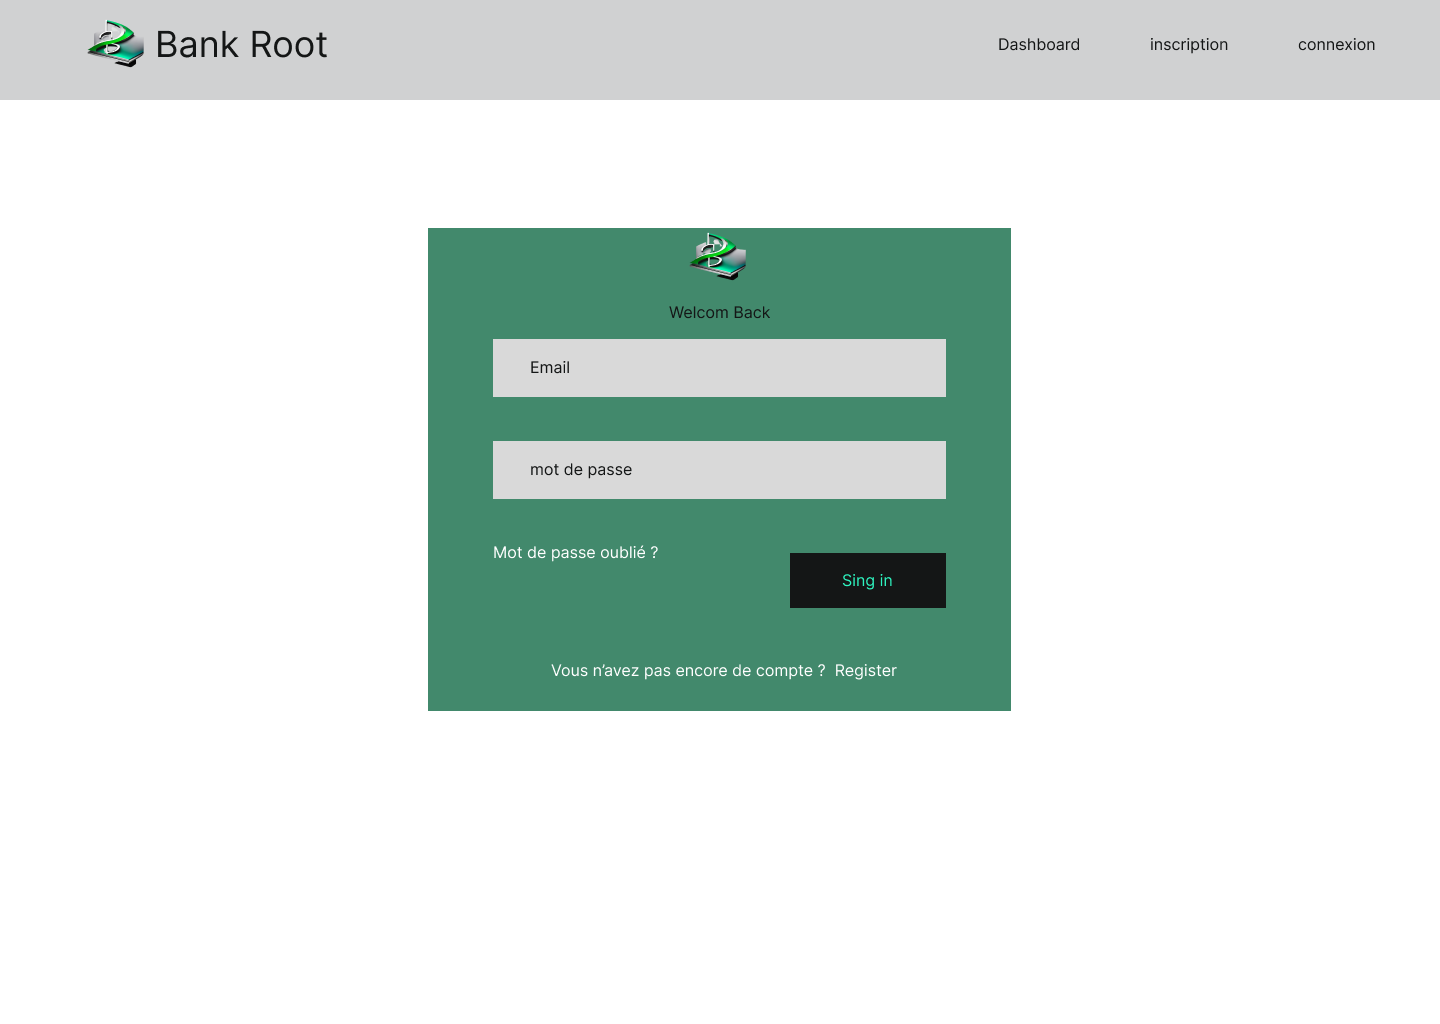 Bank Root
Dashboard
inscription
connexion
Welcom Back
Email
mot de passe
Mot de passe oublié ?
Sing in
Vous n’avez pas encore de compte ?  Register